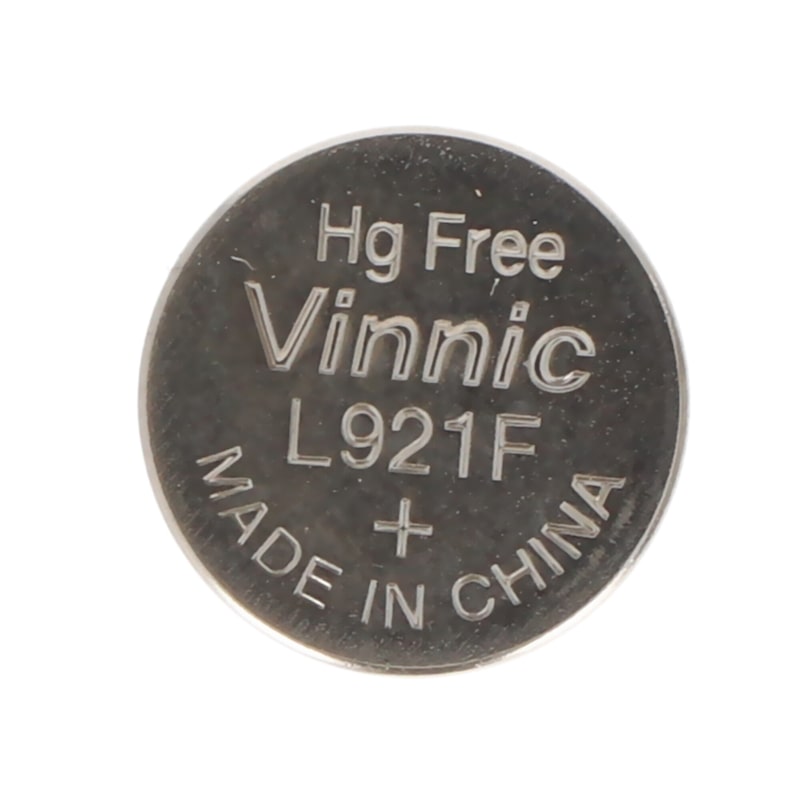 Hg Free
Vinnic
L921F
+
MADE IN CHINA